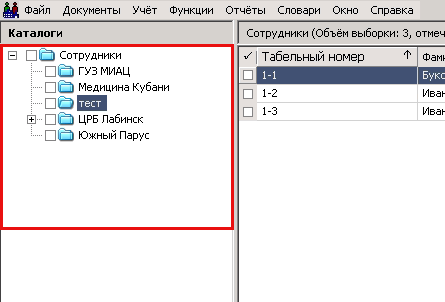 Файл Документы Учёт Функции Отчёты Словари Окно Справка
Каталоги
Сотрудники
ГУЗ МИАЦ
Медицина Кубани
тест
ЦРБ Лабинск
Южный Парус
Сотрудники (Объём выборки: 3, отмеч
Табельный номер Фами
1-1 Буко
1-2 Иван
1-3 Иван